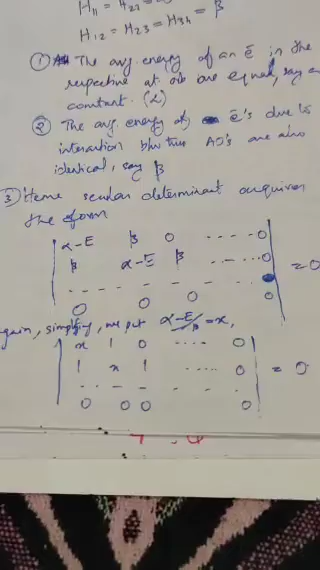 H₁₁ = H₂₂ =
H₁₂ = H₂₃ = H₃₄ = β
① The avg. energy of an ē in the
respective at. orb are equal, say an
constant. (α)
② The avg. energy of ē's due to
interaction b/w two AO's are also
identical, say β
③ Hence secular determinant acquires
the form
| α-E β 0 ----- 0 |
| β α-E β ..... 0 | = 0
| - - - - - - - - |
| 0 0 0 0 |
gain, simplifying, we put α-E/β = x,
| x 1 0 ..... 0 |
| 1 x 1 ..... 0 | = 0
| - - - - - - |
| 0 0 0 0 |